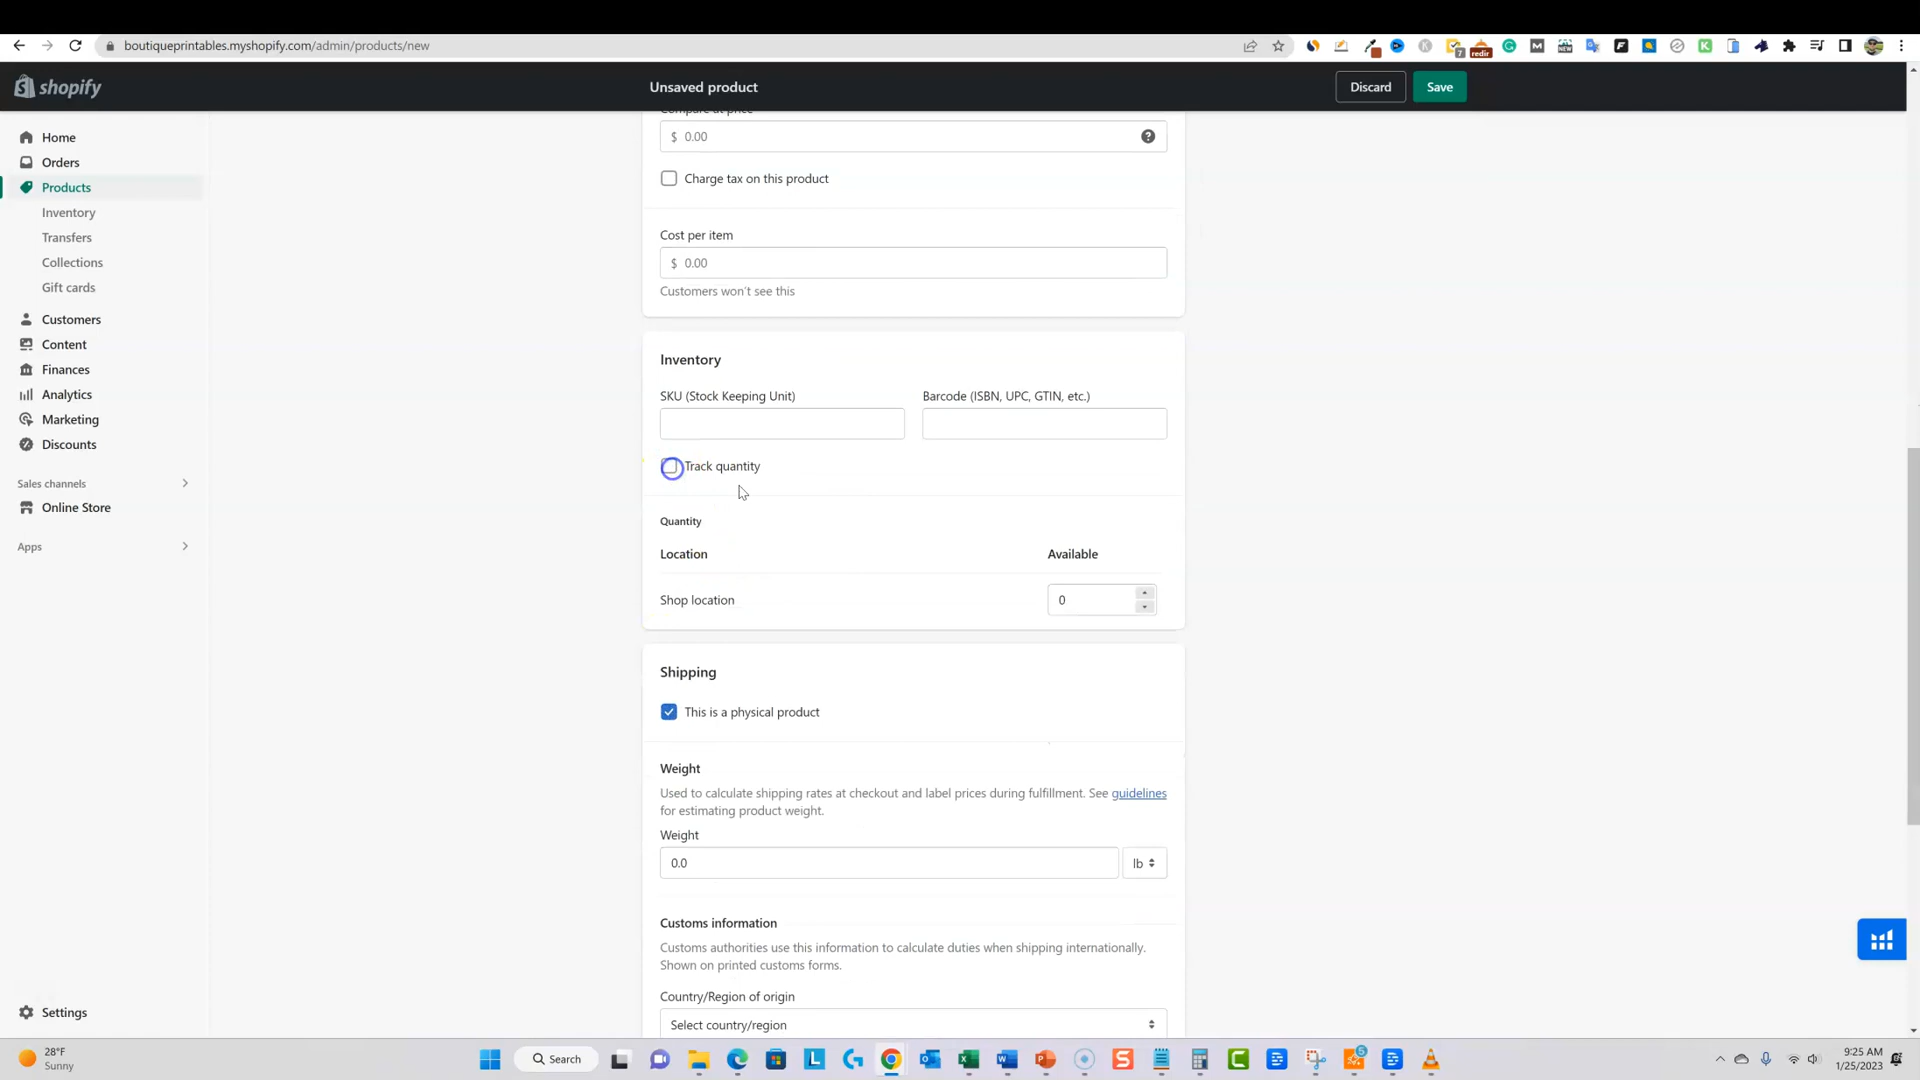 boutiqueprintables.myshopify.com/admin/products/new
redir
shopify
Unsaved product
Discard
Save
Home
Orders
Products
Inventory
Transfers
Collections
Gift cards
Customers
Content
Finances
Analytics
Marketing
Discounts
Sales channels
Online Store
Apps
Settings
Compare at price
$ 0.00
Charge tax on this product
Cost per item
$ 0.00
Customers won't see this
Inventory
SKU (Stock Keeping Unit)
Barcode (ISBN, UPC, GTIN, etc.)
Track quantity
Quantity
Location
Available
Shop location
0
Shipping
This is a physical product
Weight
Used to calculate shipping rates at checkout and label prices during fulfillment. See guidelines
for estimating product weight.
Weight
0.0
lb
Customs information
Customs authorities use this information to calculate duties when shipping internationally.
Shown on printed customs forms.
Country/Region of origin
Select country/region
28°F
Sunny
Search
9:25 AM
1/25/2023